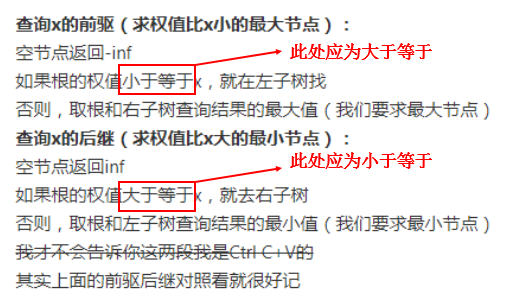 查询x的前驱（求权值比x小的最大节点）：
空节点返回-inf
此处应为大于等于
如果根的权值小于等于x，就在左子树找
否则，取根和右子树查询结果的最大值（我们要求最大节点）
查询x的后继（求权值比x大的最小节点）：
空节点返回inf
此处应为小于等于
如果根的权值大于等于x，就去右子树
否则，取根和左子树查询结果的最小值（我们要求最小节点）
我才不会告诉你这两段我是Ctrl C+V的
其实上面的前驱后继对照看就很好记